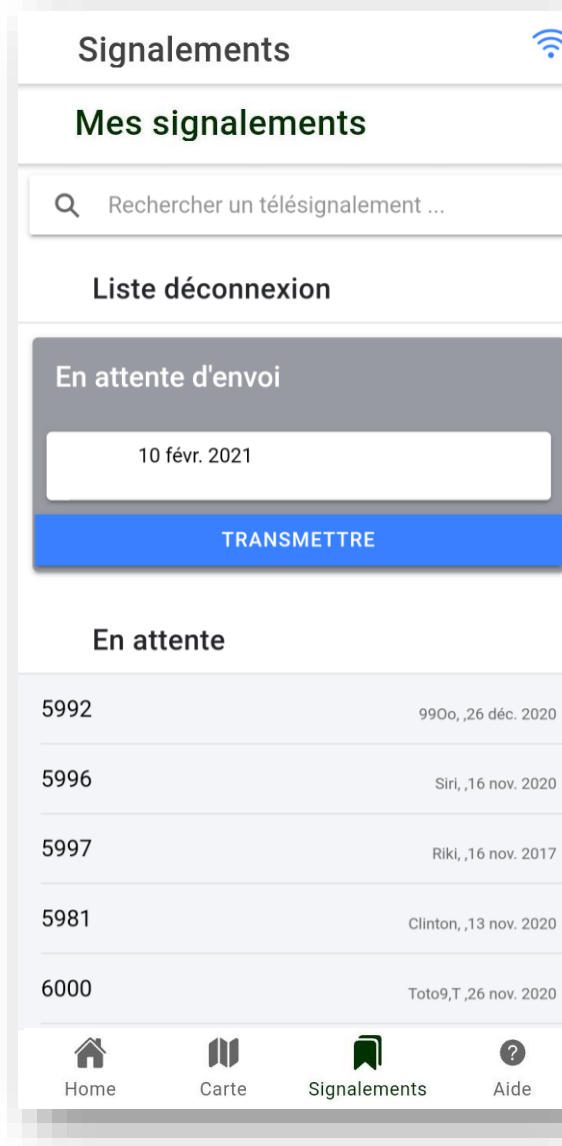 Signalements
Mes signalements
Rechercher un télésignalement ...
Liste déconnexion
En attente d'envoi
10 févr. 2021
TRANSMETTRE
En attente
5992 99Oo, ,26 déc. 2020
5996 Siri, ,16 nov. 2020
5997 Riki, ,16 nov. 2017
5981 Clinton, ,13 nov. 2020
6000 Toto9,T ,26 nov. 2020
Home Carte Signalements Aide